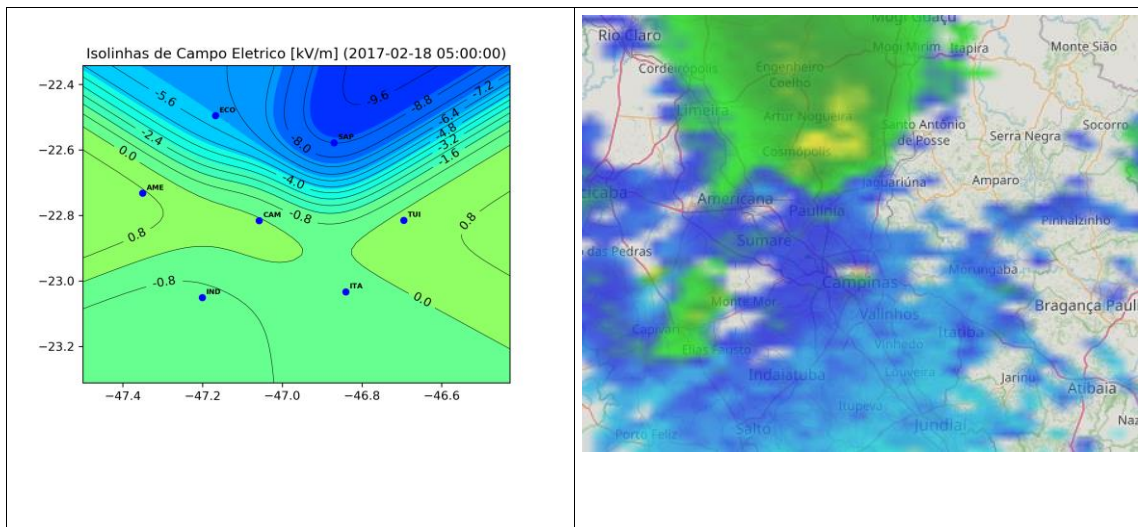 Isolinhas de Campo Eletrico [kV/m] (2017-02-18 05:00:00)
−22.4
−22.6
−22.8
−23.0
−23.2
−47.4
−47.2
−47.0
−46.8
−46.6
-5.6
ECO
-9.6
-8.8
-7.2
-6.4
-4.8
-3.2
-1.6
-2.4
-8.0
SAP
0.0
-4.0
AME
CAM
-0.8
TUI
0.8
0.8
-0.8
IND
ITA
0.0
Mogi Guaçu
Rio Claro
Mogi Mirim
Itapira
Monte Sião
Cordeirópolis
Engenheiro
Coelho
Limeira
Artur Nogueira
Santo Antônio
de Posse
Serra Negra
Socorro
Cosmópolis
Jaguariúna
Amparo
cicaba
Americana
Paulínia
Pinhalzinho
Sumaré
o das Pedras
Morungaba
Campinas
Monte Mor
Bragança Pauli
Valinhos
Capivari
Itatiba
Elias Fausto
Vinhedo
Indaiatuba
Louveira
Jarinu
Atibaia
Itupeva
Salto
Jundiaí
Porto Feliz
Naz